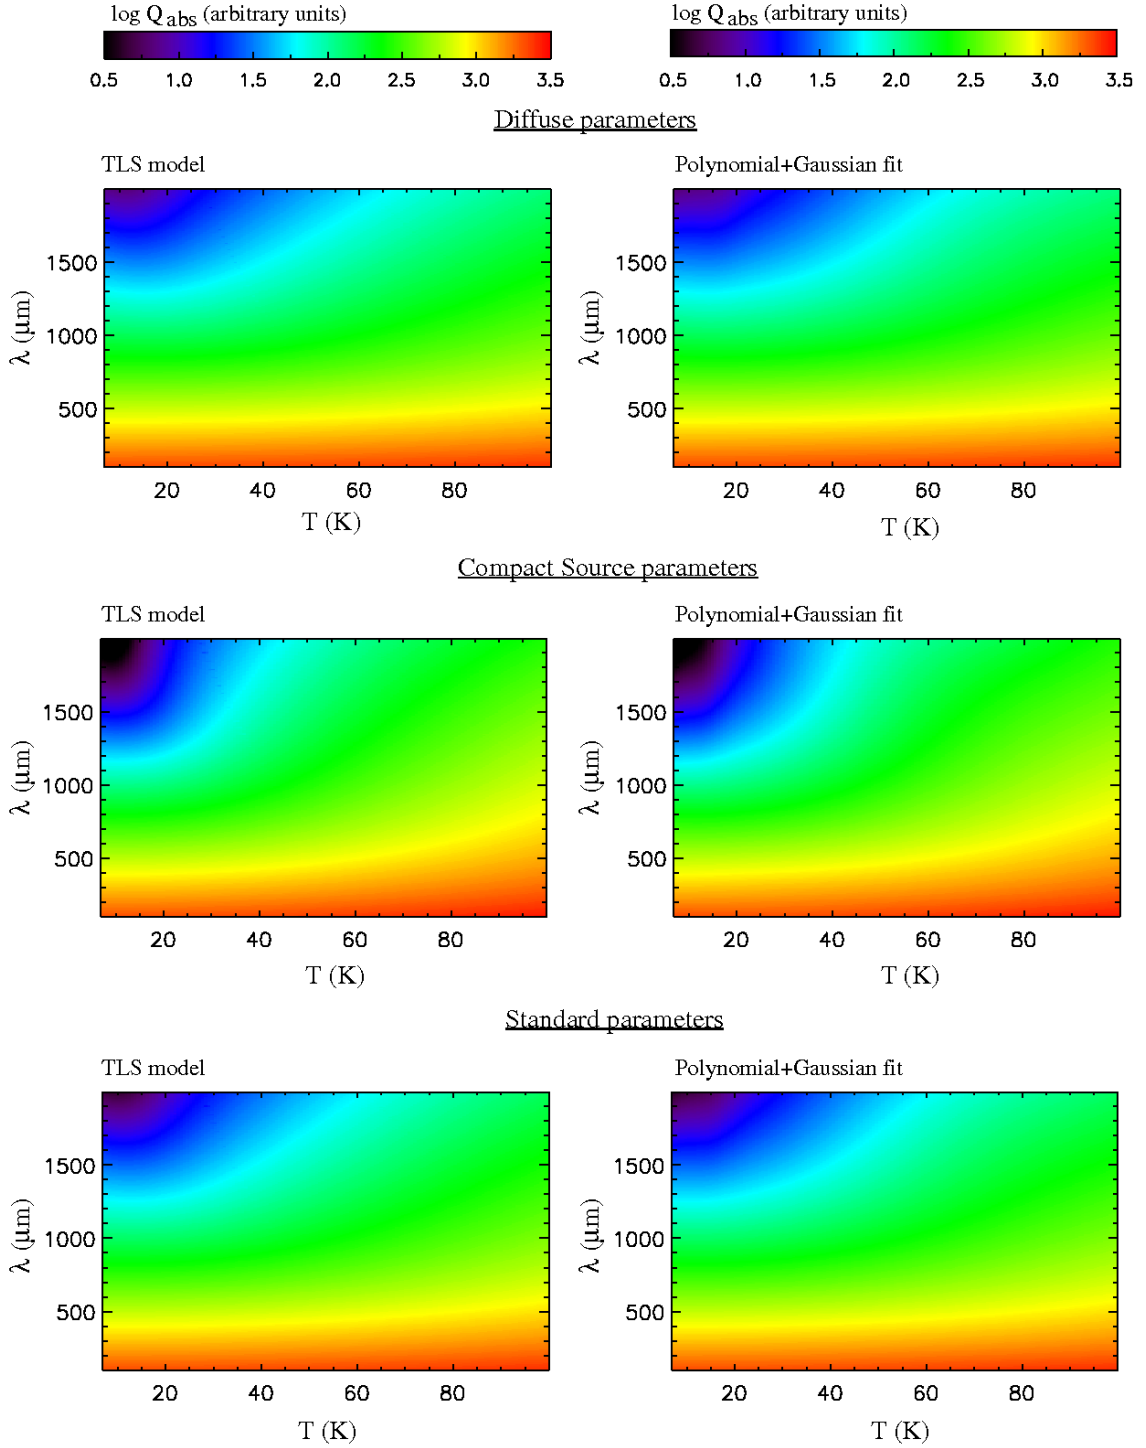 log Q abs (arbitrary units) log Q abs (arbitrary units)
0.5 1.0 1.5 2.0 2.5 3.0 3.5 0.5 1.0 1.5 2.0 2.5 3.0 3.5
Diffuse parameters
TLS model Polynomial+Gaussian fit
1500 1500
1000 1000
500 500
λ (μm) λ (μm)
20 40 60 80 20 40 60 80
T (K) T (K)
Compact Source parameters
TLS model Polynomial+Gaussian fit
1500 1500
1000 1000
500 500
λ (μm) λ (μm)
20 40 60 80 20 40 60 80
T (K) T (K)
Standard parameters
TLS model Polynomial+Gaussian fit
1500 1500
1000 1000
500 500
λ (μm) λ (μm)
20 40 60 80 20 40 60 80
T (K) T (K)